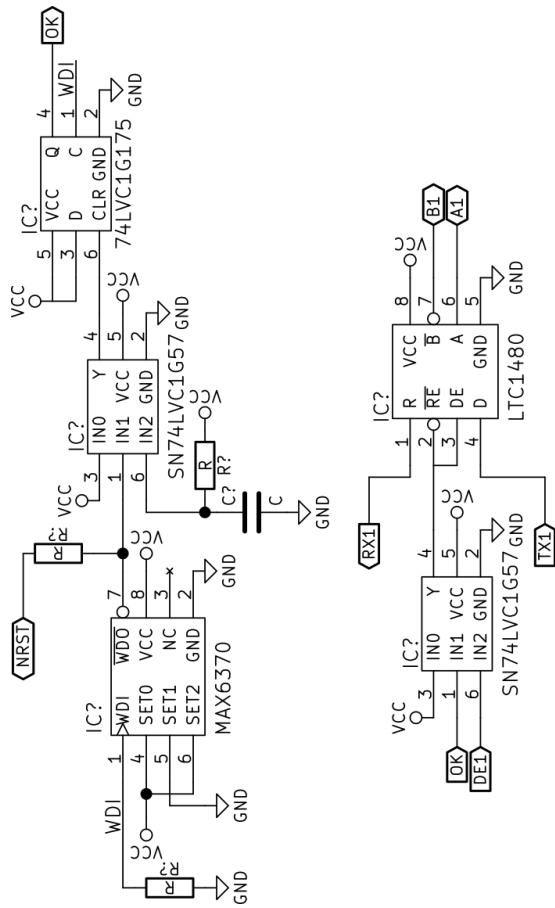 NRST
R?
R
WDI
R
R?
GND
VCC
GND
IC?
1 WDI WDO 7
4 SET0 VCC 8
5 SET1 NC 3
6 SET2 GND 2
MAX6370
VCC
GND
VCC
IC?
3 IN0 Y 4
1 IN1 VCC 5
6 IN2 GND 2
SN74LVC1G57
VCC
GND
R
R?
VCC
C?
C
GND
VCC
IC?
5 VCC Q 4
3 D C 1
6 CLR GND 2
74LVC1G175
OK
WDI
GND
VCC
OK
DE1
IC?
3 IN0 Y 4
1 IN1 VCC 5
6 IN2 GND 2
SN74LVC1G57
VCC
GND
RX1
TX1
IC?
1 R VCC 8
2 RE B 7
3 DE A 6
4 D GND 5
LTC1480
VCC
B1
A1
GND